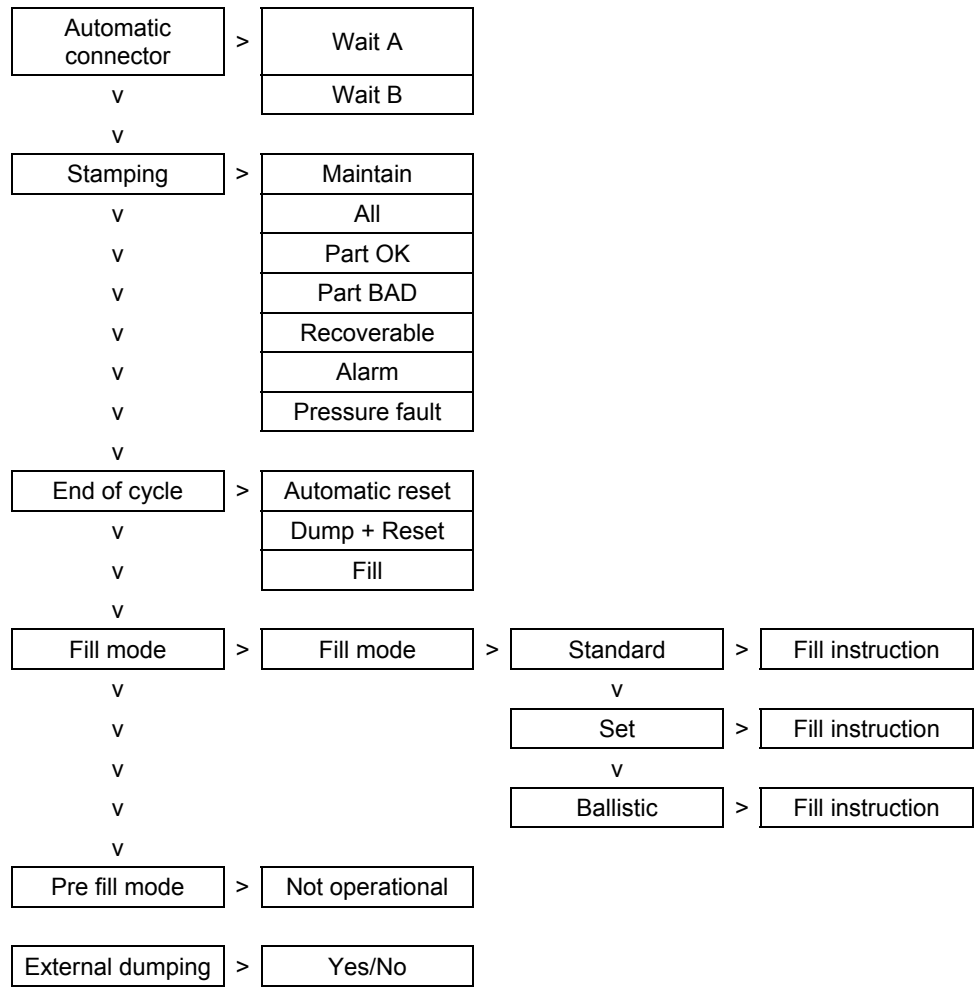 Automatic
connector > Wait A
v Wait B
v
Stamping > Maintain
v All
v Part OK
v Part BAD
v Recoverable
v Alarm
v Pressure fault
v
End of cycle > Automatic reset
v Dump + Reset
v Fill
v
Fill mode > Fill mode > Standard > Fill instruction
v v
v Set > Fill instruction
v v
v Ballistic > Fill instruction
v
Pre fill mode > Not operational
External dumping > Yes/No